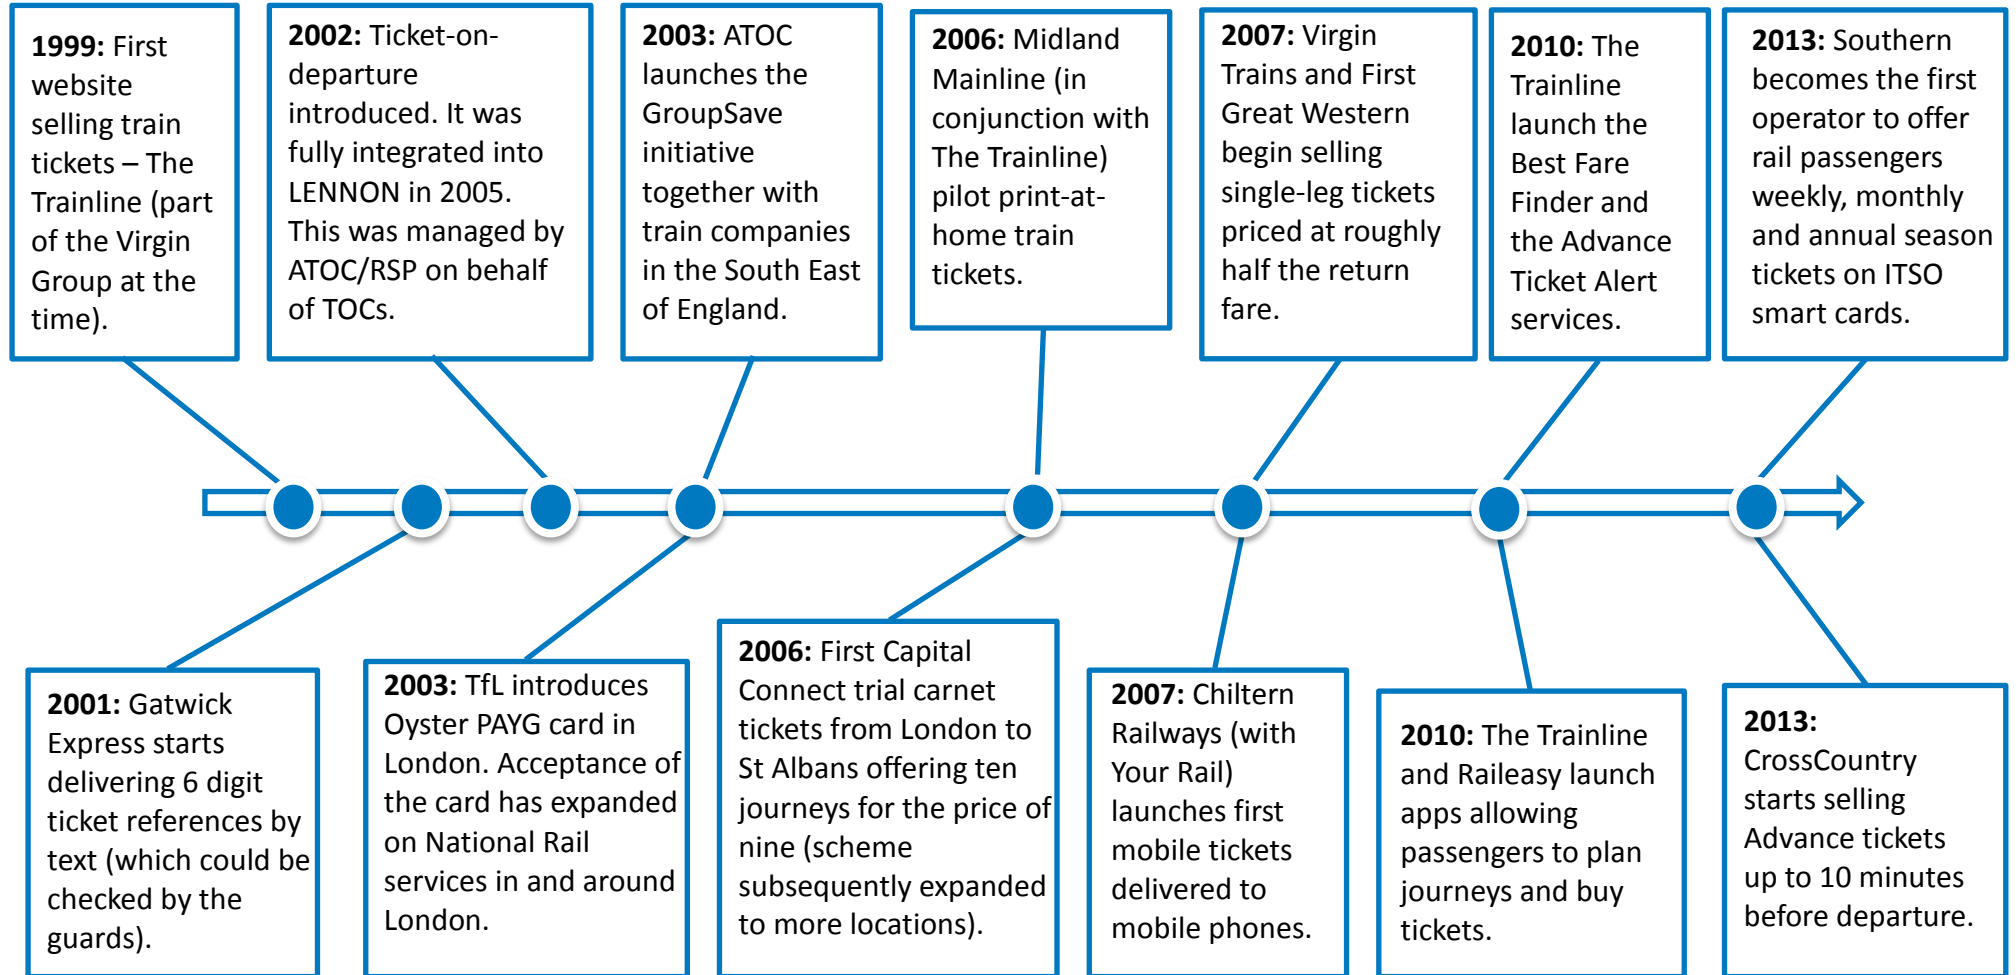 1999: First
website
selling train
tickets – The
Trainline (part
of the Virgin
Group at the
time).
2002: Ticket-on-
departure
introduced. It was
fully integrated into
LENNON in 2005.
This was managed by
ATOC/RSP on behalf
of TOCs.
2003: ATOC
launches the
GroupSave
initiative
together with
train companies
in the South East
of England.
2006: Midland
Mainline (in
conjunction with
The Trainline)
pilot print-at-
home train
tickets.
2007: Virgin
Trains and First
Great Western
begin selling
single-leg tickets
priced at roughly
half the return
fare.
2010: The
Trainline
launch the
Best Fare
Finder and
the Advance
Ticket Alert
services.
2013: Southern
becomes the first
operator to offer
rail passengers
weekly, monthly
and annual season
tickets on ITSO
smart cards.
2001: Gatwick
Express starts
delivering 6 digit
ticket references by
text (which could be
checked by the
guards).
2003: TfL introduces
Oyster PAYG card in
London. Acceptance of
the card has expanded
on National Rail
services in and around
London.
2006: First Capital
Connect trial carnet
tickets from London to
St Albans offering ten
journeys for the price of
nine (scheme
subsequently expanded
to more locations).
2007: Chiltern
Railways (with
Your Rail)
launches first
mobile tickets
delivered to
mobile phones.
2010: The Trainline
and Raileasy launch
apps allowing
passengers to plan
journeys and buy
tickets.
2013:
CrossCountry
starts selling
Advance tickets
up to 10 minutes
before departure.